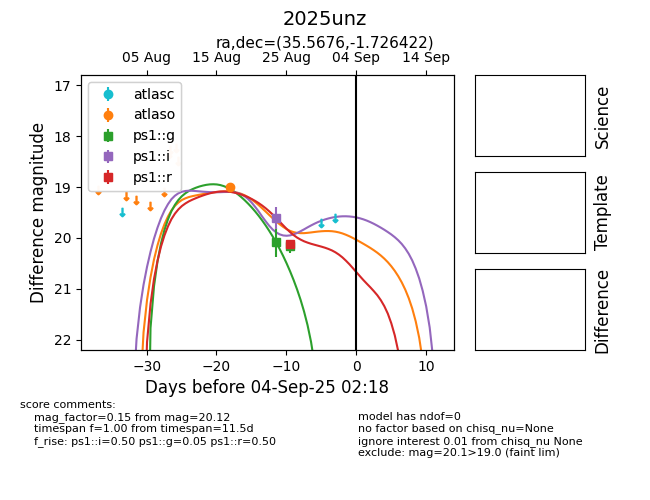 2025unz
ra,dec=(35.5676,-1.726422)
05 Aug 15 Aug 25 Aug 04 Sep 14 Sep
17
18
19
20
21
22
Difference magnitude
atlasc
atlaso
ps1::g
ps1::i
ps1::r
−30 −20 −10 0 10
Days before 04-Sep-25 02:18
Science
Template
Difference
score comments:
mag_factor=0.15 from mag=20.12
timespan f=1.00 from timespan=11.5d
f_rise: ps1::i=0.50 ps1::g=0.05 ps1::r=0.50
model has ndof=0
no factor based on chisq_nu=None
ignore interest 0.01 from chisq_nu None
exclude: mag=20.1>19.0 (faint lim)